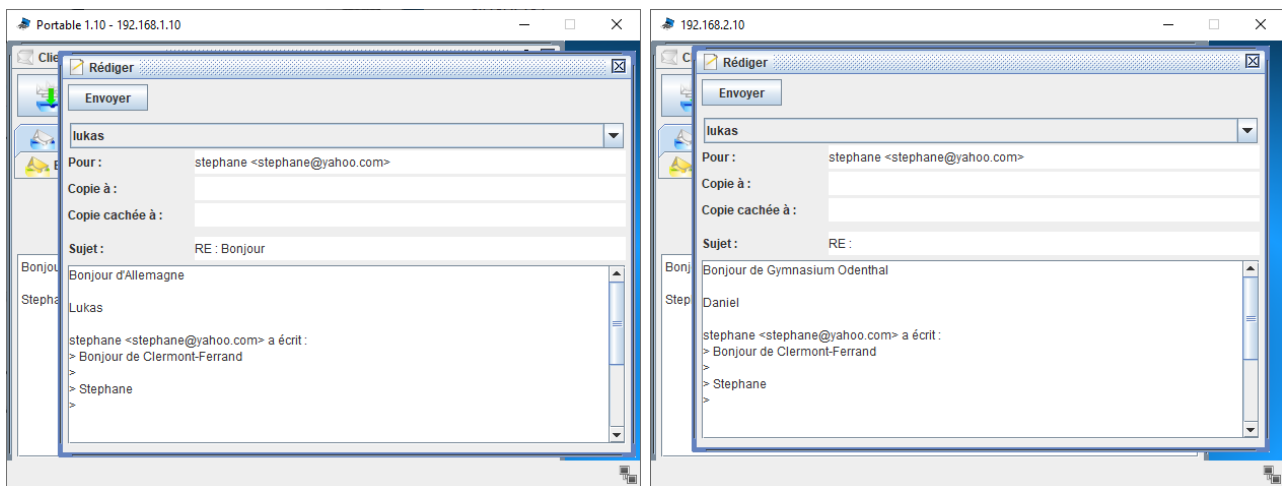 Portable 1.10 - 192.168.1.10
Clie
Rédiger
Envoyer
lukas
Pour :
stephane <stephane@yahoo.com>
Copie à :
Copie cachée à :
Sujet :
RE : Bonjour
Bonjou
Stepha
Bonjour d'Allemagne
Lukas
stephane <stephane@yahoo.com> a écrit :
> Bonjour de Clermont-Ferrand
>
> Stephane
>
192.168.2.10
C
Rédiger
Envoyer
lukas
Pour :
stephane <stephane@yahoo.com>
Copie à :
Copie cachée à :
Sujet :
RE :
Bonj
Step
Bonjour de Gymnasium Odenthal
Daniel
stephane <stephane@yahoo.com> a écrit :
> Bonjour de Clermont-Ferrand
>
> Stephane
>